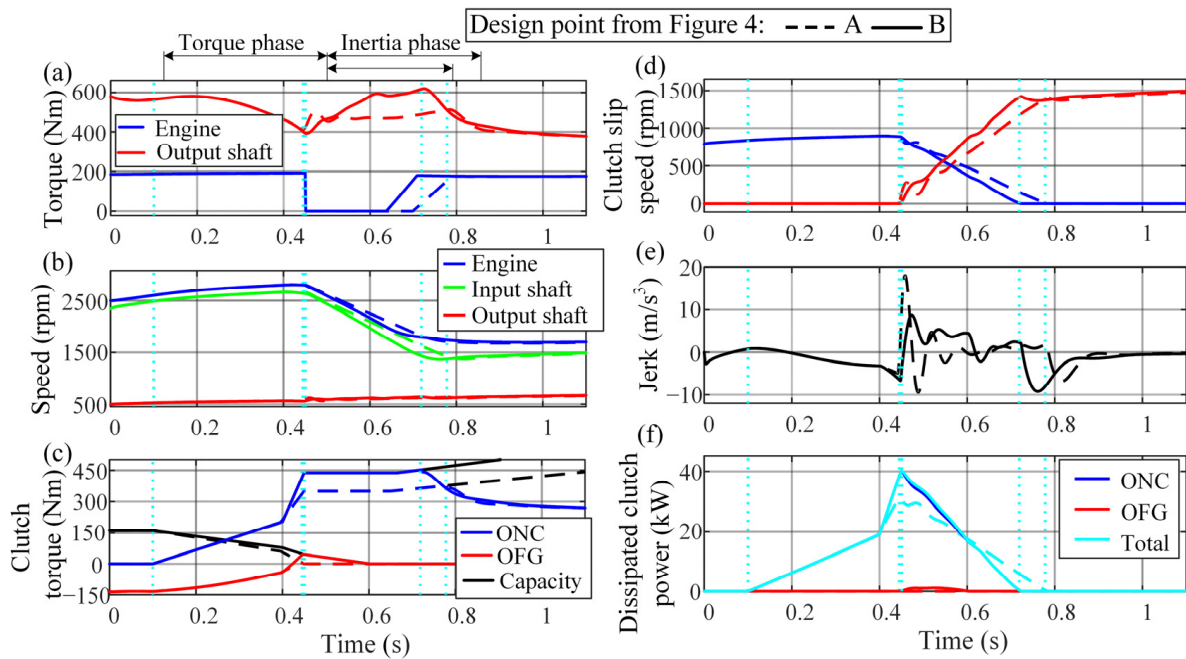 Design point from Figure 4: A B
Torque phase Inertia phase
(a)
Torque (Nm)
600
400
200
0
Engine
Output shaft
0 0.2 0.4 0.6 0.8 1
(b)
Speed (rpm)
2500
1500
500
Engine
Input shaft
Output shaft
0 0.2 0.4 0.6 0.8 1
(c)
Clutch
torque (Nm)
450
300
150
0
−150
ONC
OFG
Capacity
0 0.2 0.4 0.6 0.8 1
Time (s)
(d)
Clutch slip
speed (rpm)
1500
1000
500
0
0 0.2 0.4 0.6 0.8 1
(e)
Jerk (m/s³)
20
10
0
−10
0 0.2 0.4 0.6 0.8 1
(f)
Dissipated clutch
power (kW)
40
20
0
ONC
OFG
Total
0 0.2 0.4 0.6 0.8 1
Time (s)